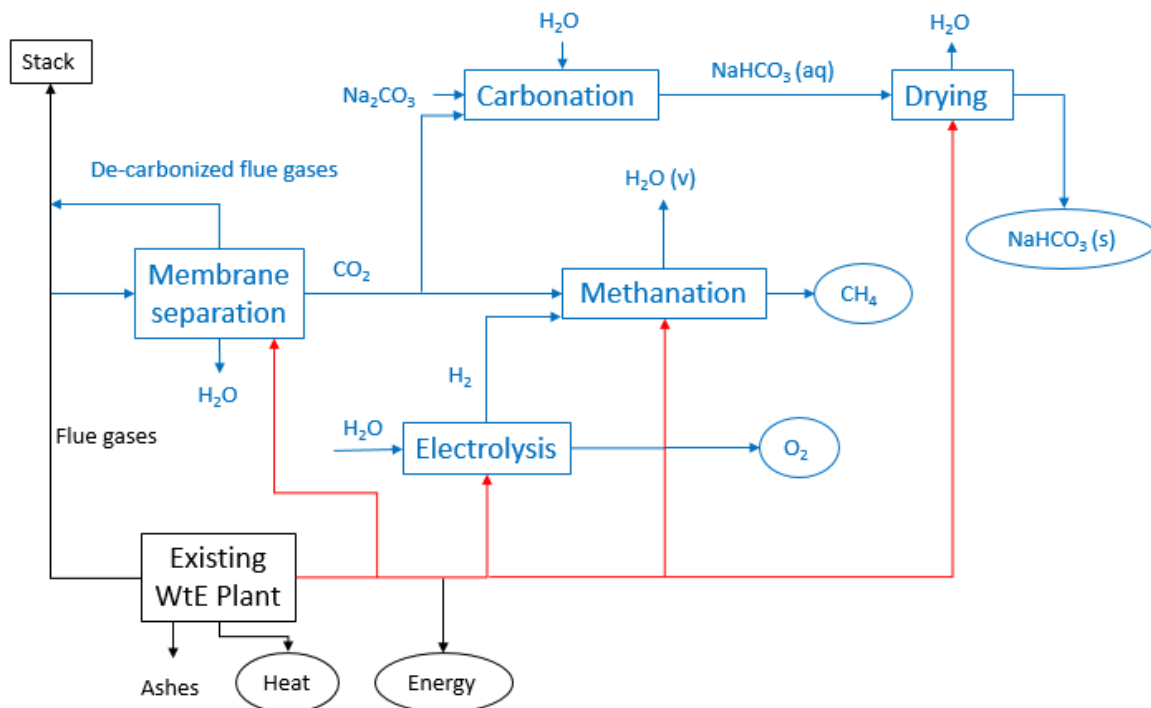 H₂O
H₂O
Stack
Na₂CO₃
Carbonation
NaHCO₃ (aq)
Drying
De-carbonized flue gases
H₂O (v)
NaHCO₃ (s)
Membrane
separation
CO₂
Methanation
CH₄
H₂
H₂O
Flue gases
H₂O
Electrolysis
O₂
Existing
WtE Plant
Ashes
Heat
Energy